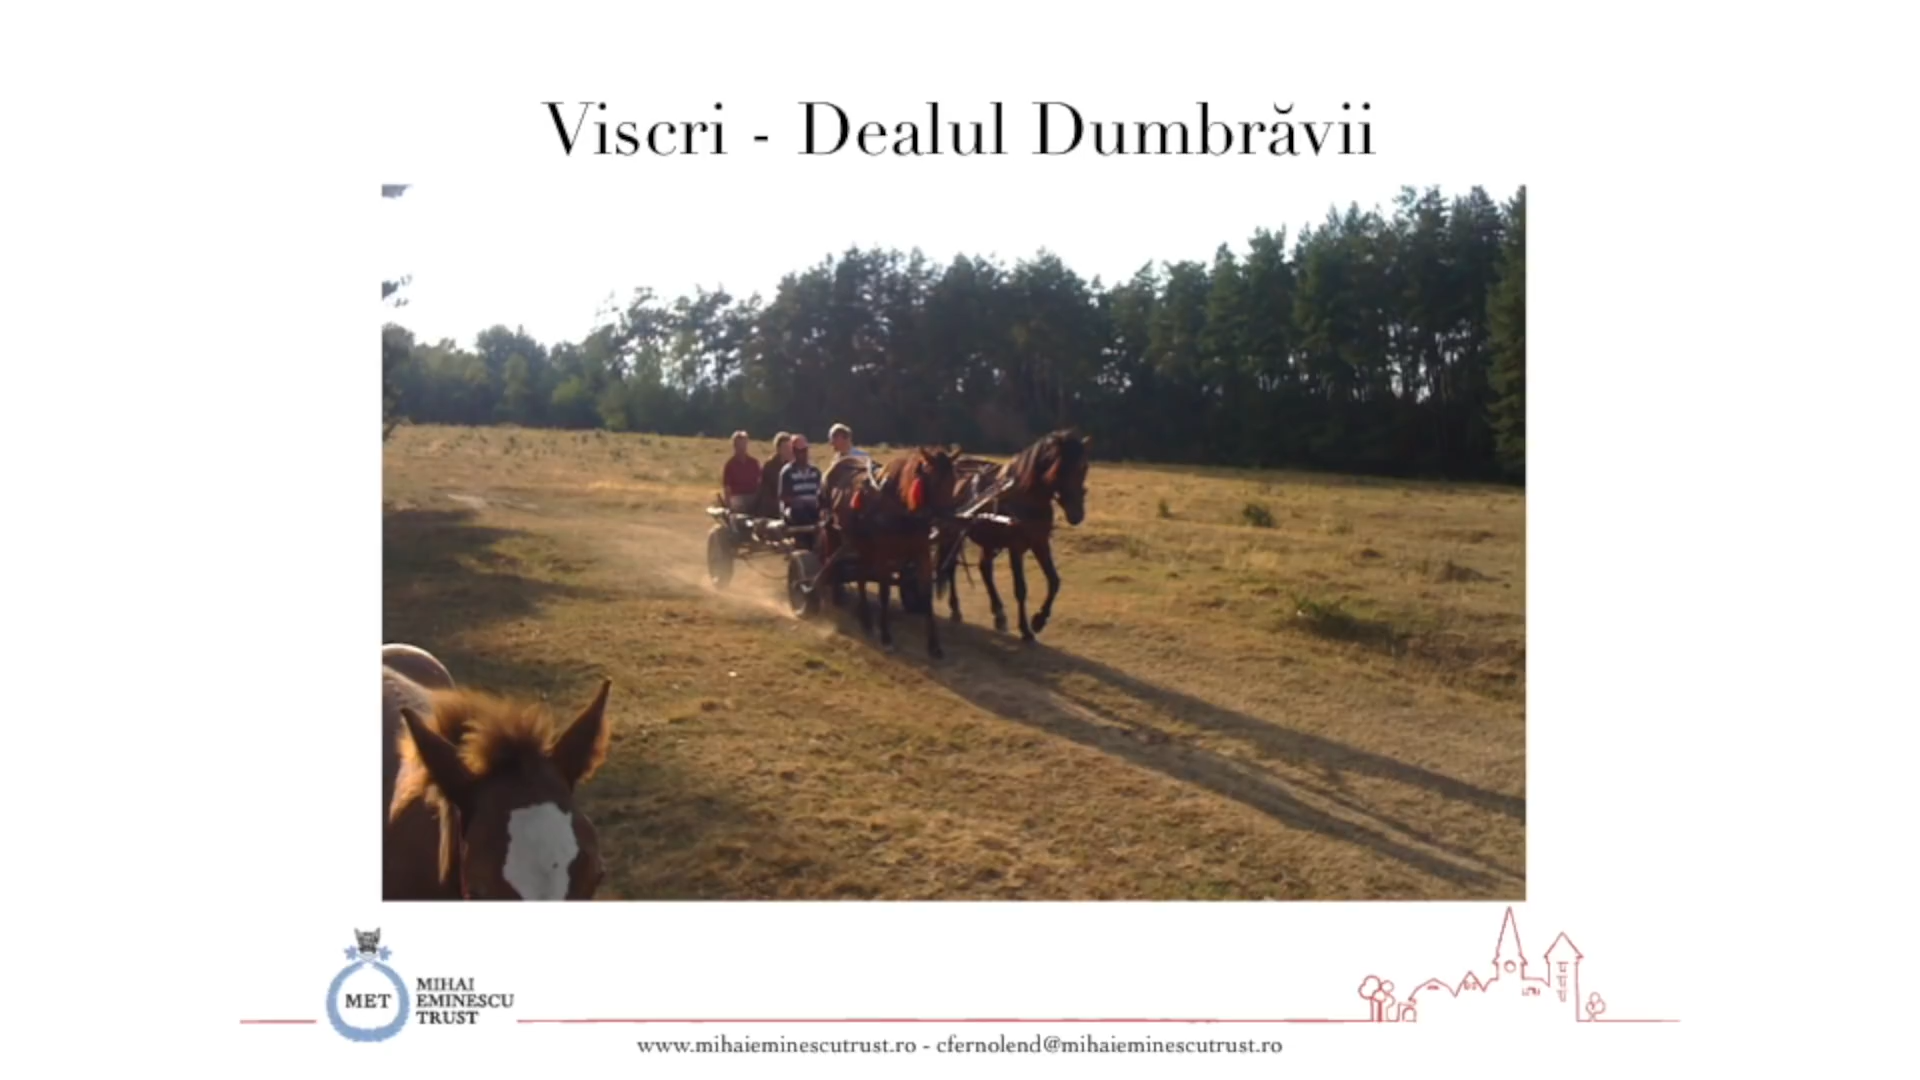 Viscri - Dealul Dumbrăvii
MET
MIHAI
EMINESCU
TRUST
www.mihaieminescutrust.ro - cfernolend@mihaieminescutrust.ro